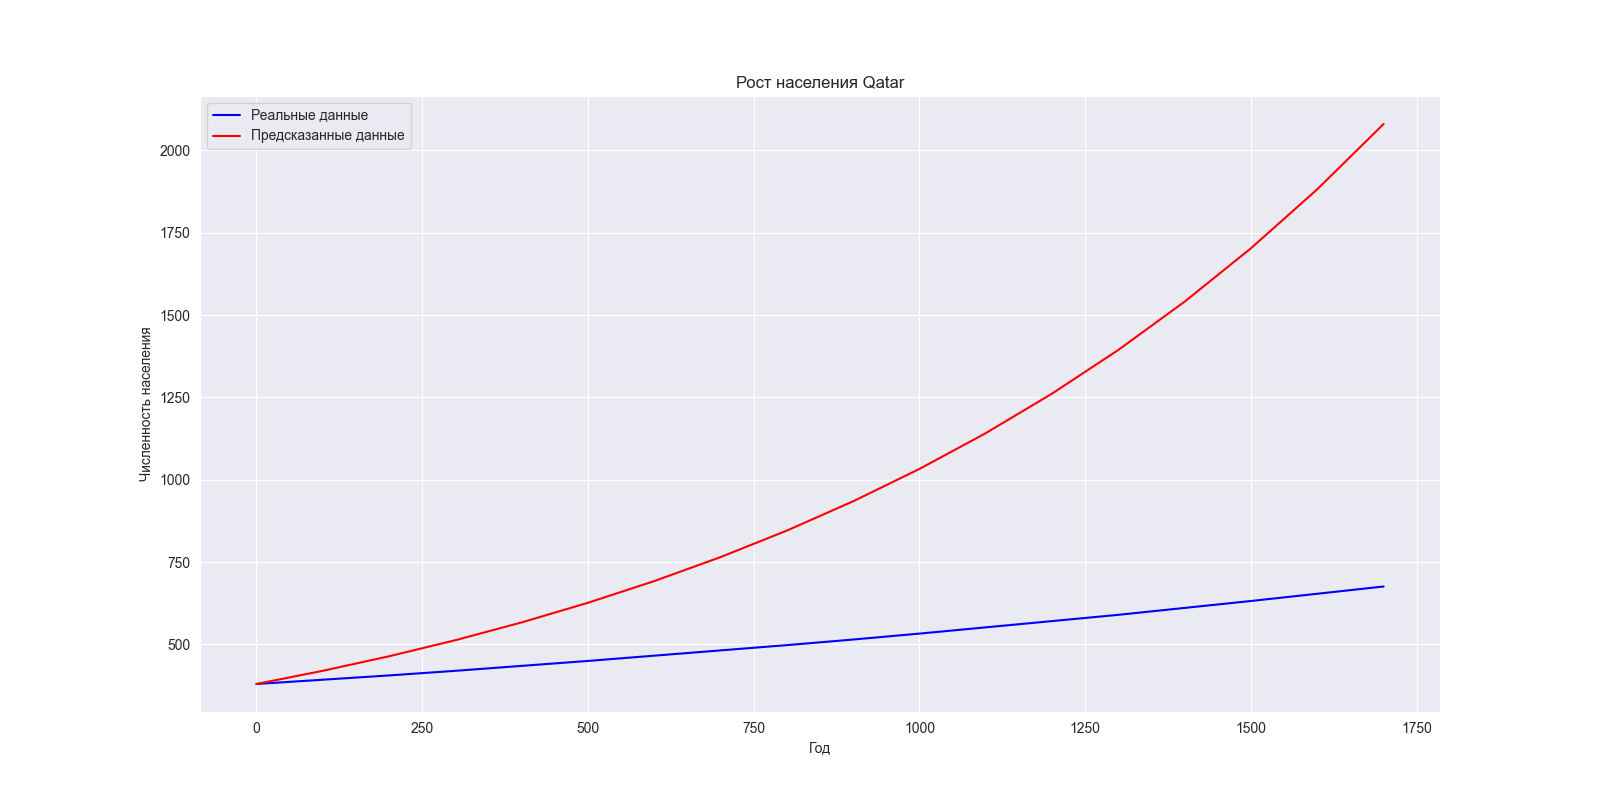 Рост населения Qatar
Реальные данные
Предсказанные данные
2000
1750
1500
1250
1000
750
500
Численность населения
0 250 500 750 1000 1250 1500 1750
Год